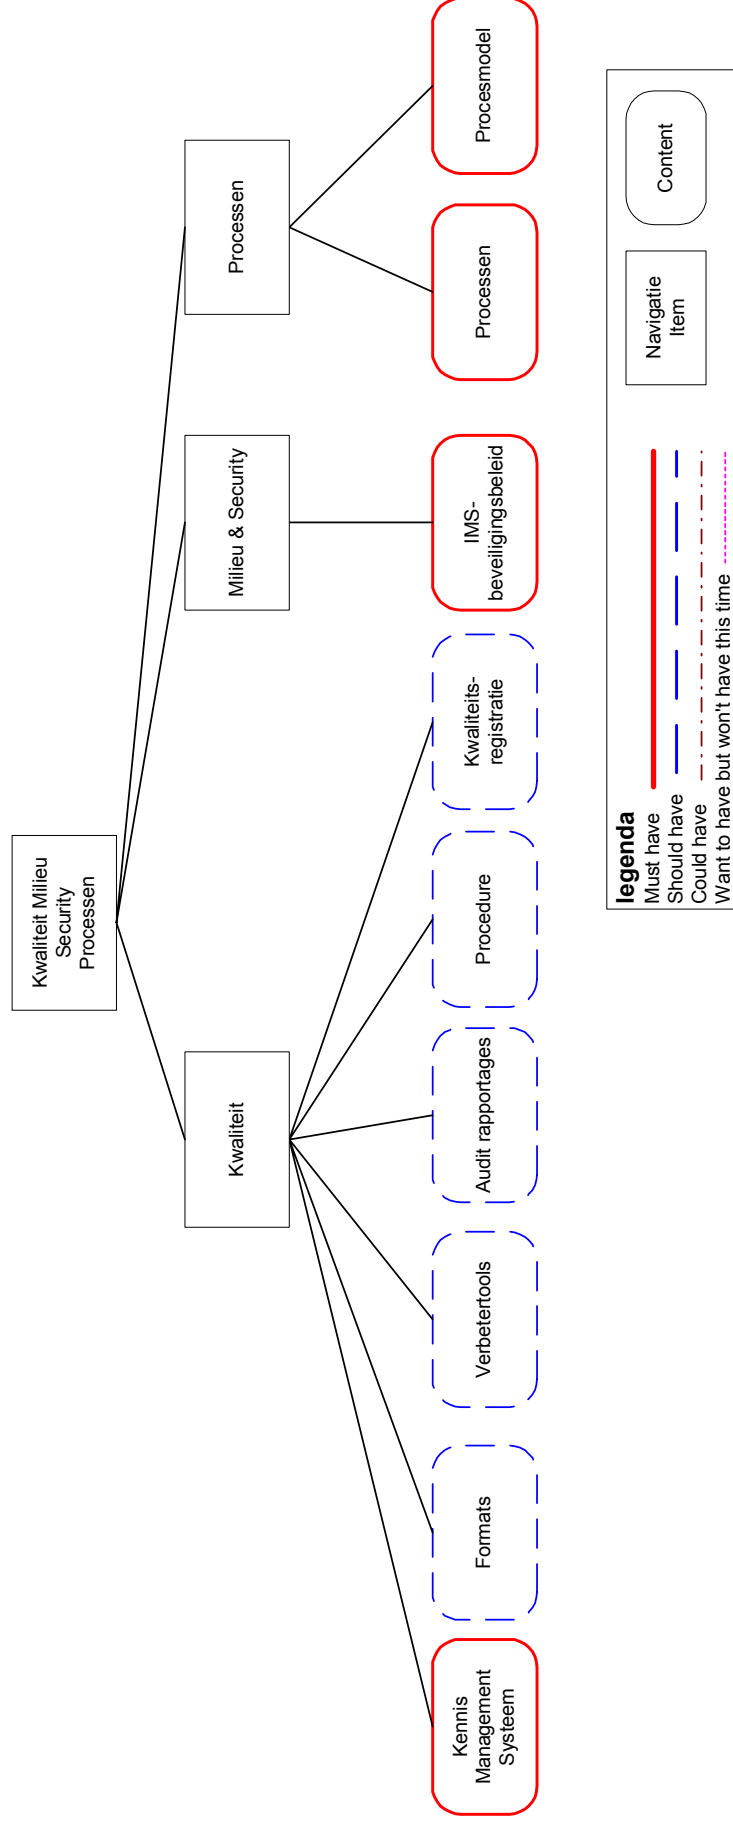 Kwaliteit Milieu
Security
Processen
Kwaliteit
Milieu & Security
Processen
Kennis
Management
Systeem
Formats
Verbetertools
Audit rapportages
Procedure
Kwaliteits-
registratie
IMS-
beveiligingsbeleid
Processen
Procesmodel
legenda
Must have
Should have
Could have
Want to have but won't have this time
Navigatie
Item
Content